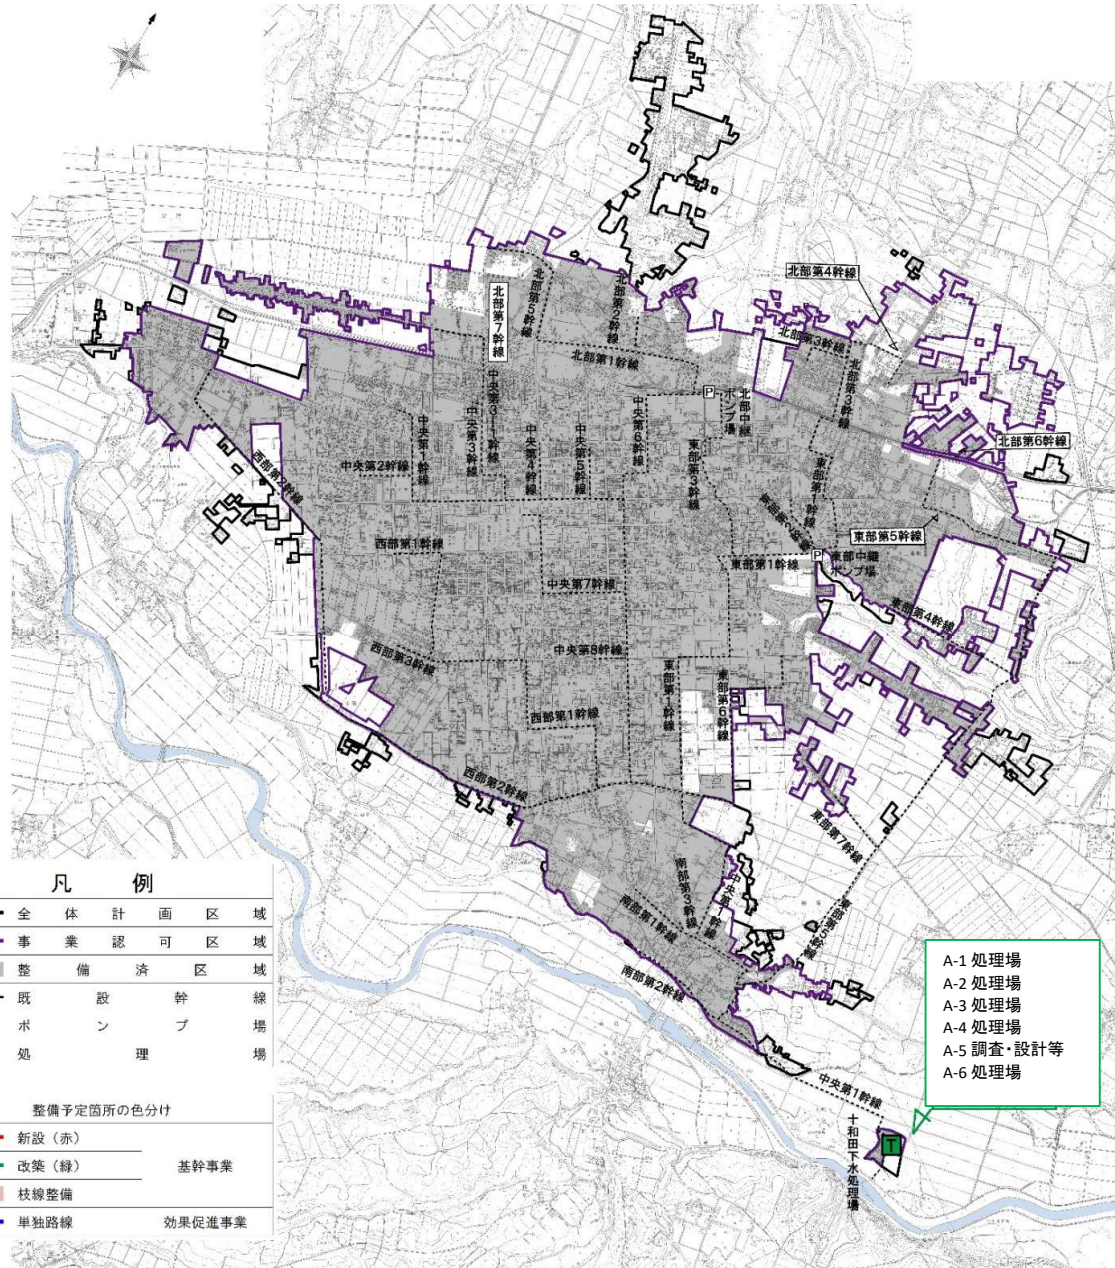 北部第4幹線
北部第7幹線
北部第5幹線
北部第2幹線
北部第3幹線
北部第1幹線
北部第3幹線
P
北部中継
ポンプ場
中央第3-1幹線
中央第3幹線
中央第1幹線
中央第4幹線
中央第5幹線
中央第6幹線
東部第3幹線
北部第6幹線
中央第2幹線
西部第2幹線
東部第1幹線
東部第2幹線
東部第5幹線
西部第1幹線
P
東部中継
ポンプ場
東部第1幹線
中央第7幹線
東部第4幹線
中央第8幹線
西部第3幹線
東部第1幹線
東部第6幹線
西部第1幹線
西部第2幹線
東部第7幹線
南部第3幹線
中央第1幹線
南部第1幹線
東部第5幹線
南部第2幹線
中央第1幹線
十和田下水処理場
T
A-1 処理場
A-2 処理場
A-3 処理場
A-4 処理場
A-5 調査・設計等
A-6 処理場
凡 例
全体計画区域
事業認可区域
整備済区域
既設幹線
ポンプ場
処理場
整備予定箇所の色分け
新設（赤）
改築（緑） 基幹事業
枝線整備
単独路線 効果促進事業